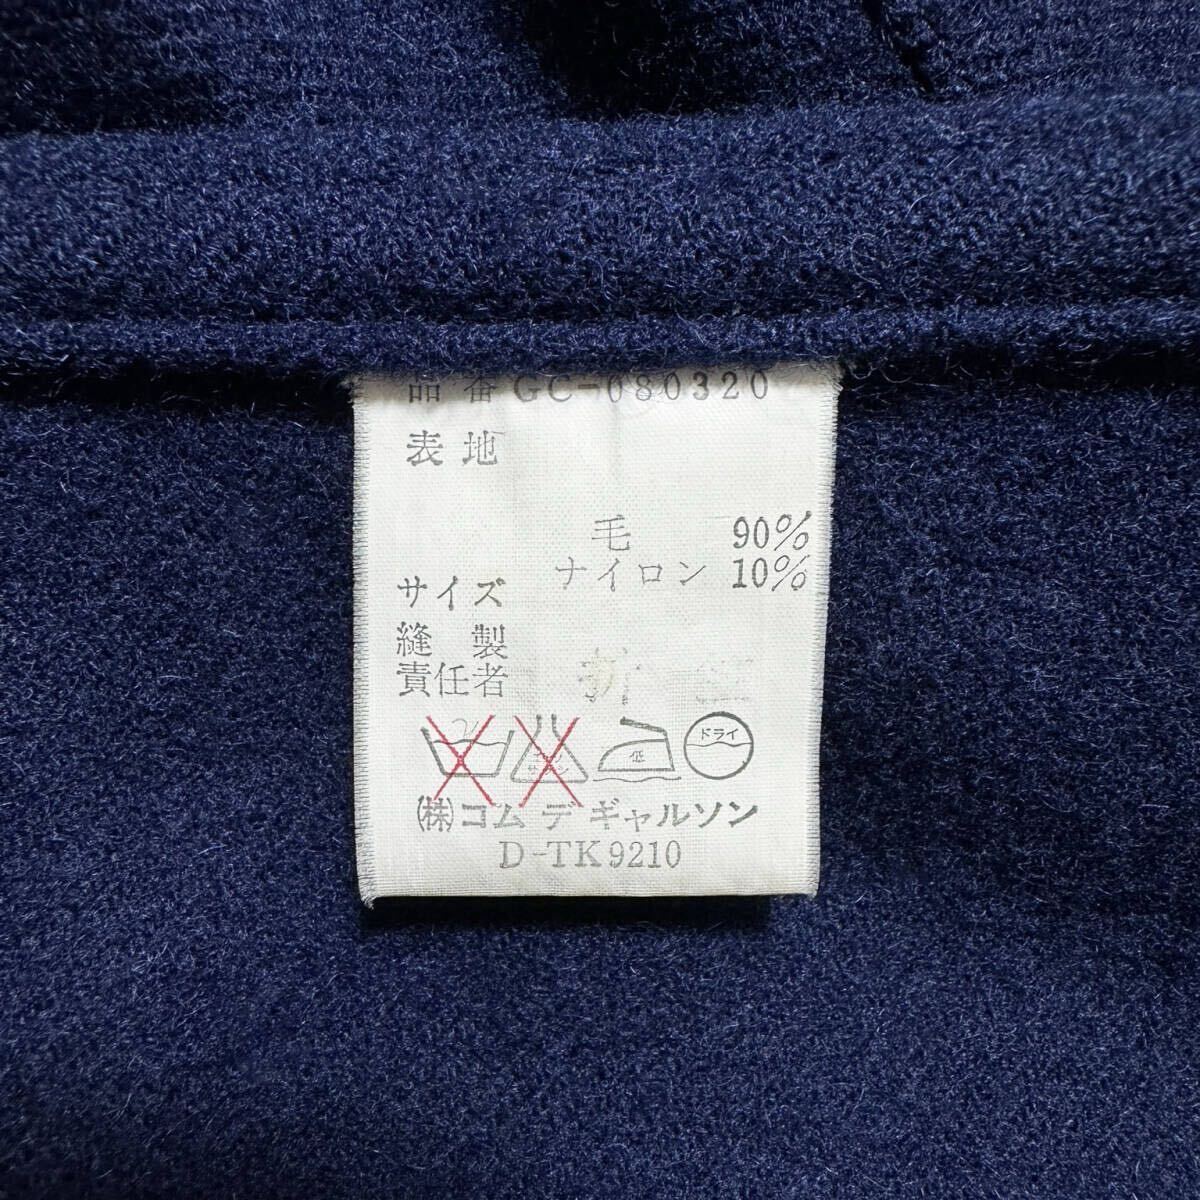 品番 GC-080320
表地
毛 90%
ナイロン 10%
サイズ
縫製
責任者
低
ドライ
㈱コム デ ギャルソン
D-TK9210